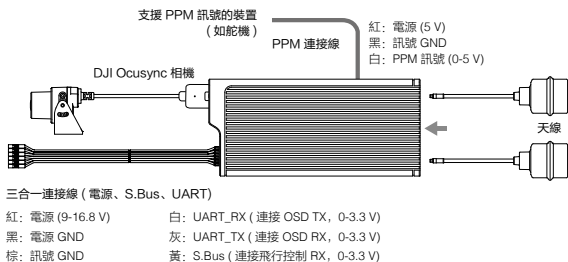 支援 PPM 訊號的裝置
( 如舵機 )
PPM 連接線
紅：電源 (5 V)
黑：訊號 GND
白：PPM 訊號 (0-5 V)
DJI Ocusync 相機
天線
三合一連接線 ( 電源、S.Bus、UART)
紅：電源 (9-16.8 V)
白：UART_RX ( 連接 OSD TX，0-3.3 V)
黑：電源 GND
灰：UART_TX ( 連接 OSD RX，0-3.3 V)
棕：訊號 GND
黃：S.Bus ( 連接飛行控制 RX，0-3.3 V)